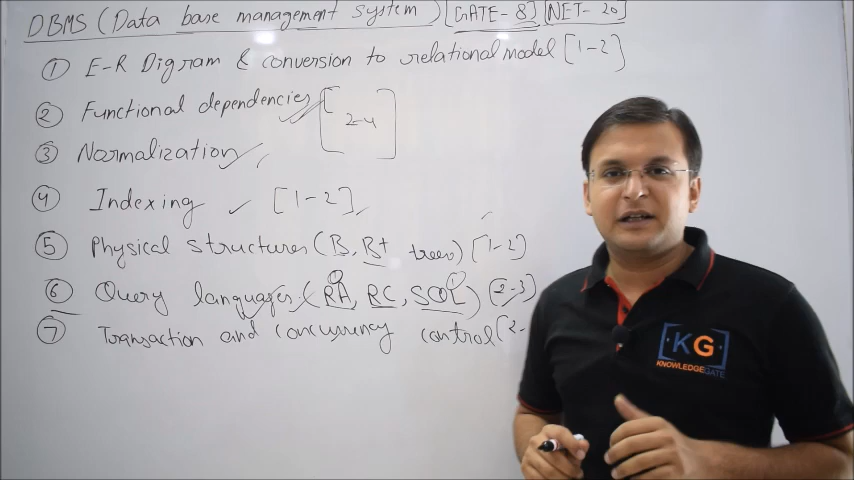 DBMS (Data base management system) [GATE-8] [NET-20]
① E-R Digram & conversion to relational model [1-2]
② Functional dependencies [2-4]
③ Normalization
④ Indexing [1-2]
⑤ Physical structures (B, B+ trees) [1-2]
⑥ Query languages (RA, RC, SQL) [2-3]
⑦ Transaction and concurrency control [2-
KG
KNOWLEDGEGATE